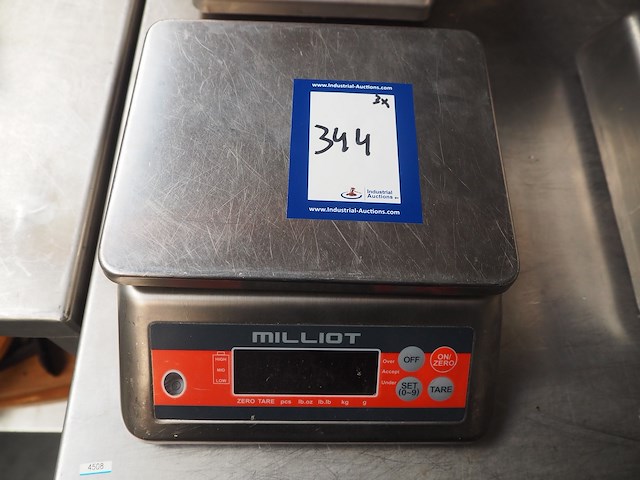 www.Industrial-Auctions.com
3x
344
Industrial
Auctions BV
www.Industrial-Auctions.com
MILLIOT
HIGH
MID
LOW
Over
Accept
Under
OFF
ON/
ZERO
SET
(0~9)
TARE
ZERO TARE pcs lb.oz lb.lb kg g
4508